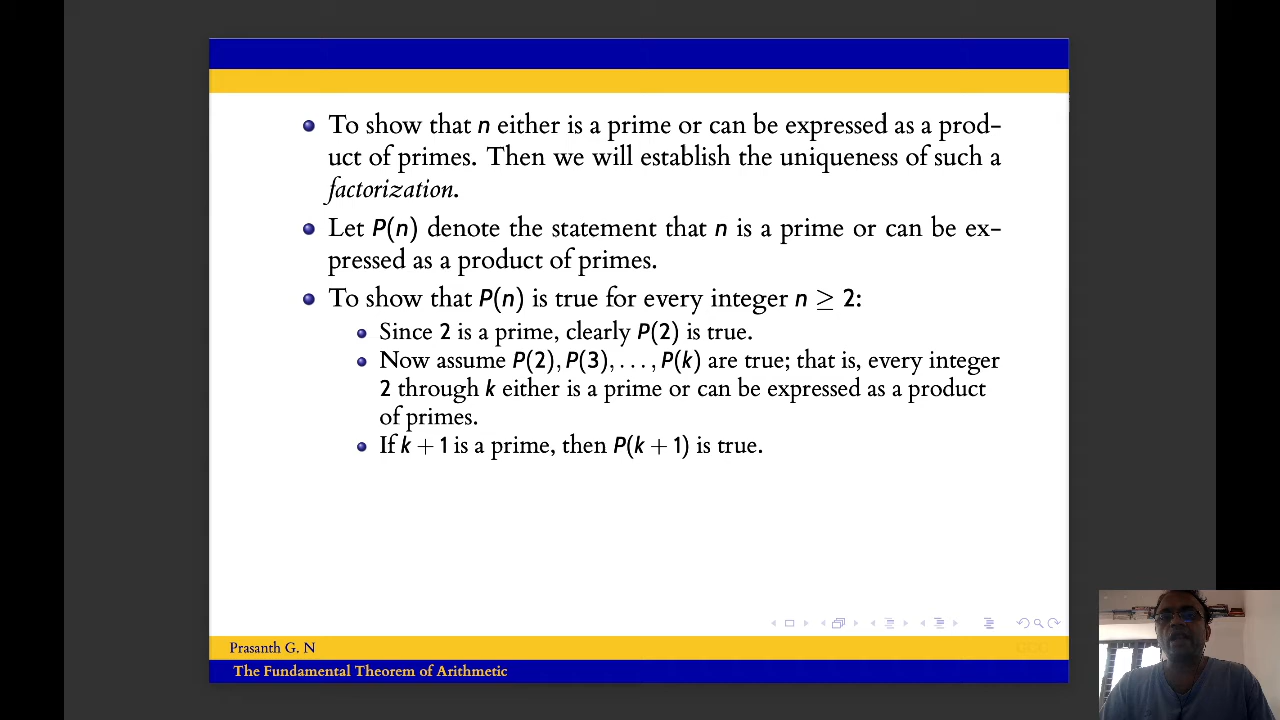 To show that n either is a prime or can be expressed as a prod-
uct of primes. Then we will establish the uniqueness of such a
factorization.
Let P(n) denote the statement that n is a prime or can be ex-
pressed as a product of primes.
To show that P(n) is true for every integer n ≥ 2:
Since 2 is a prime, clearly P(2) is true.
Now assume P(2), P(3), . . . , P(k) are true; that is, every integer
2 through k either is a prime or can be expressed as a product
of primes.
If k + 1 is a prime, then P(k + 1) is true.
Prasanth G. N
The Fundamental Theorem of Arithmetic